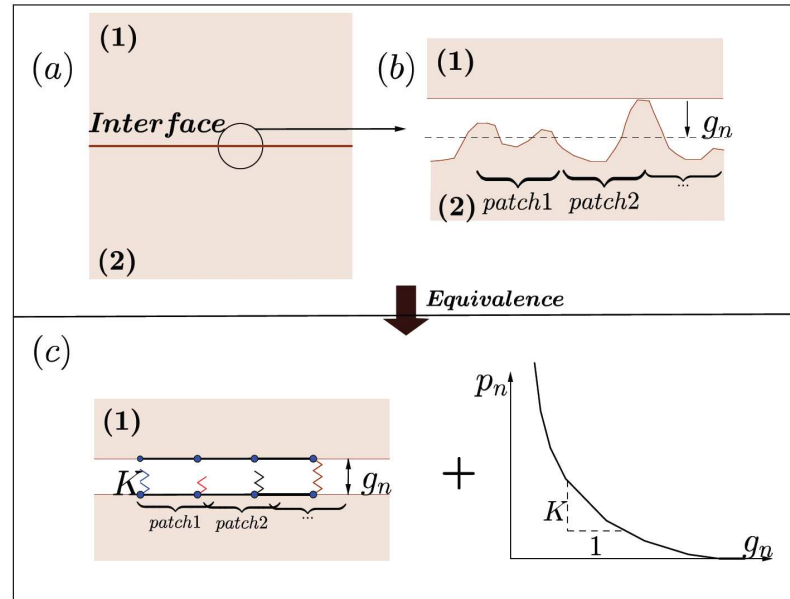 (a)
(1)
Interface
(2)
(b)
(1)
g_n
(2)
patch1
patch2
...
Equivalence
(c)
(1)
K
g_n
patch1
patch2
...
+
p_n
K
1
g_n